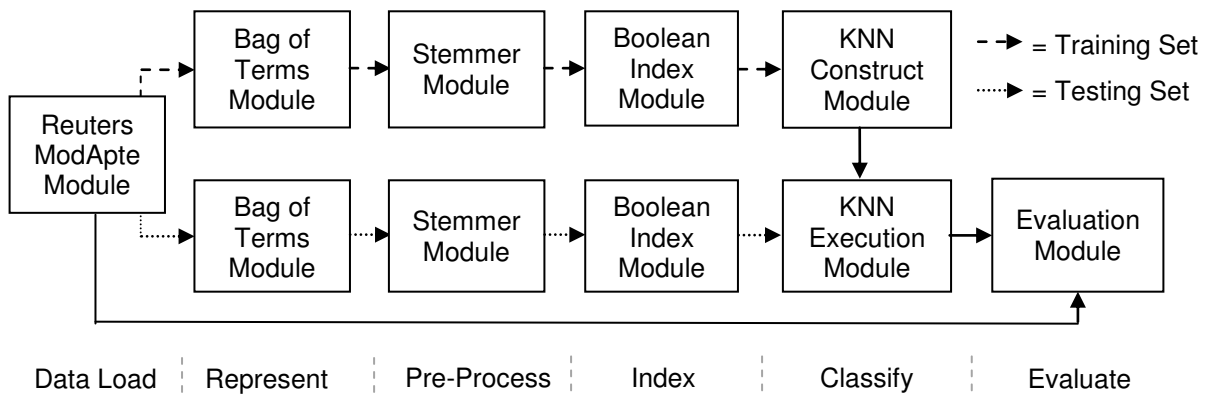 Bag of
Terms
Module
Stemmer
Module
Boolean
Index
Module
KNN
Construct
Module
= Training Set
= Testing Set
Reuters
ModApte
Module
Bag of
Terms
Module
Stemmer
Module
Boolean
Index
Module
KNN
Execution
Module
Evaluation
Module
Data Load
Represent
Pre-Process
Index
Classify
Evaluate